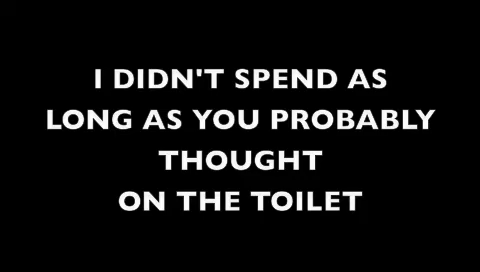 I DIDN'T SPEND AS
LONG AS YOU PROBABLY
THOUGHT
ON THE TOILET